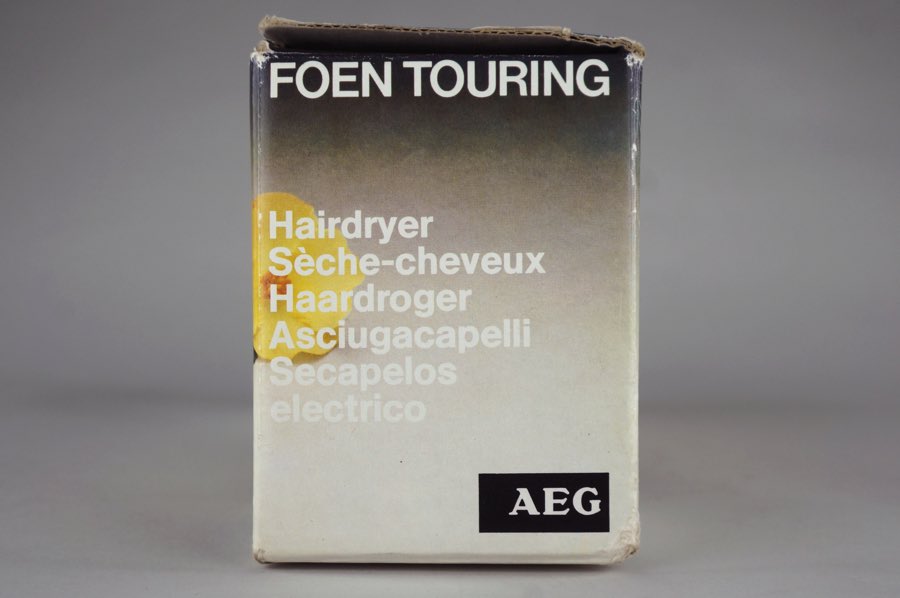 FOEN TOURING
Hairdryer
Sèche-cheveux
Haardroger
Asciugacapelli
Secapelos
electrico
AEG